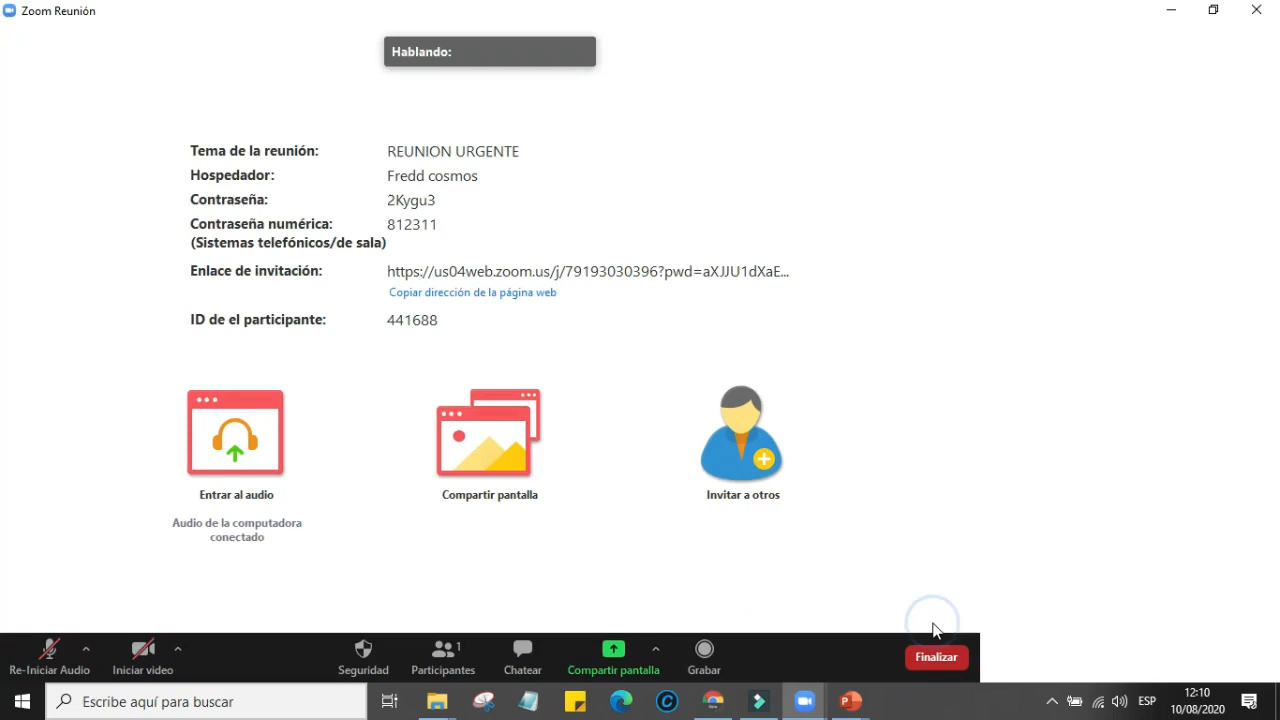 Zoom Reunión
Hablando:
Tema de la reunión: REUNION URGENTE
Hospedador: Fredd cosmos
Contraseña: 2Kygu3
Contraseña numérica: 812311
(Sistemas telefónicos/de sala)
Enlace de invitación: https://us04web.zoom.us/j/79193030396?pwd=aXJJU1dXaE...
Copiar dirección de la página web
ID de el participante: 441688
Entrar al audio
Compartir pantalla
Invitar a otros
Audio de la computadora
conectado
Re-Iniciar Audio
Iniciar video
Seguridad
1
Participantes
Chatear
Compartir pantalla
Grabar
Finalizar
Escribe aquí para buscar
ESP
12:10
10/08/2020